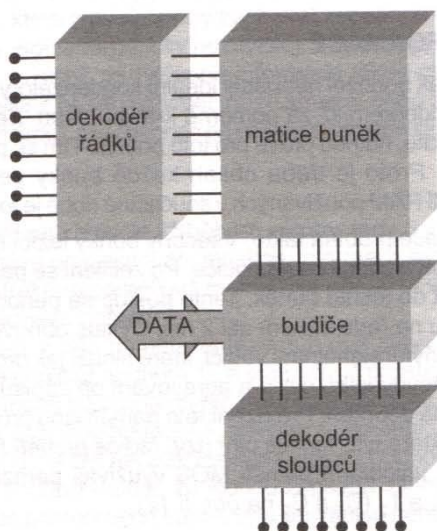 dekodér
řádků
matice buněk
DATA
budiče
dekodér
sloupců